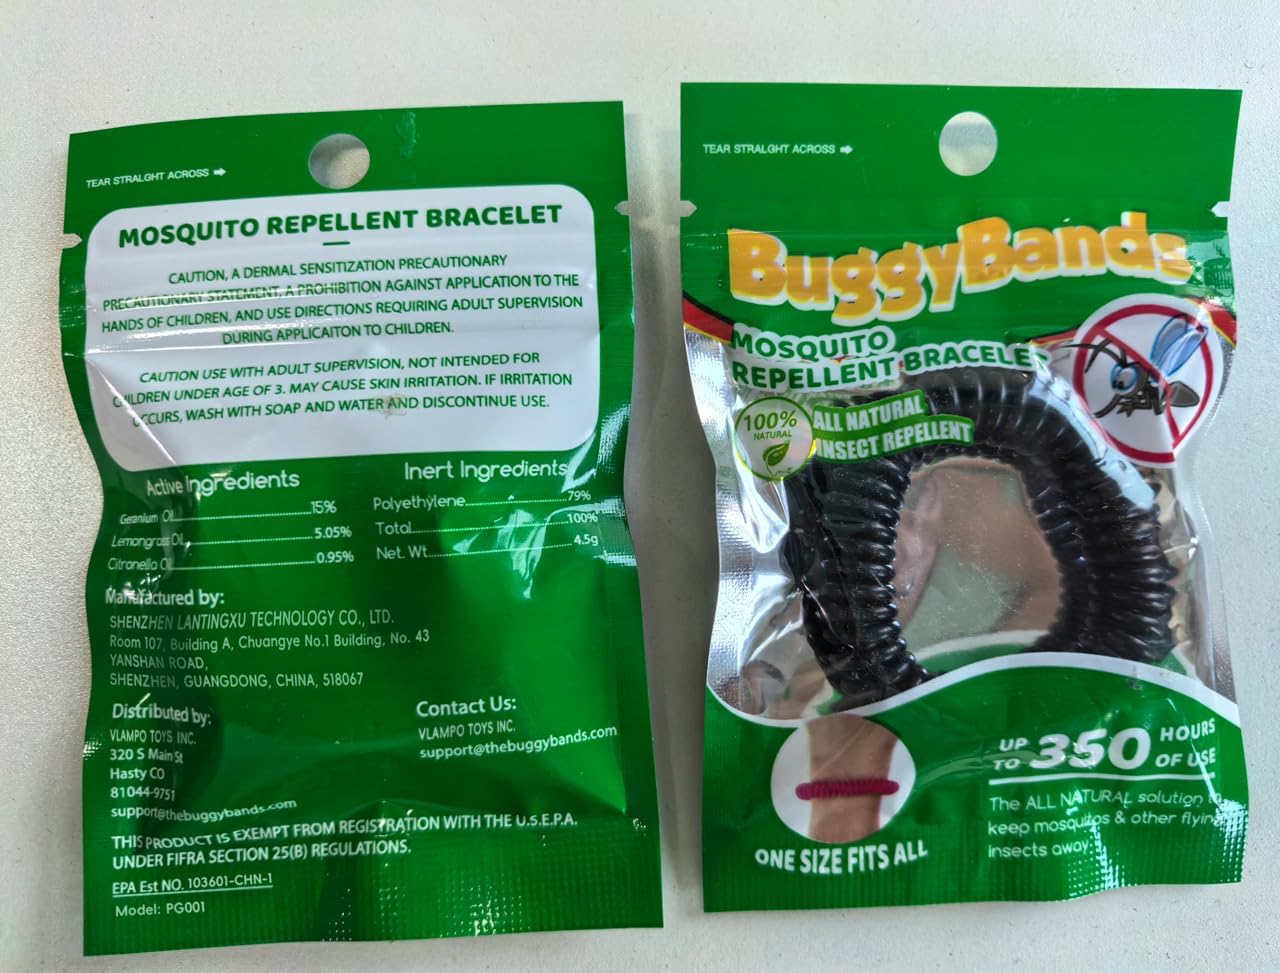 TEAR STRALGHT ACROSS
MOSQUITO REPELLENT BRACELET
CAUTION, A DERMAL SENSITIZATION PRECAUTIONARY
PRECAUTIONARY STATEMENT, A PROHIBITION AGAINST APPLICATION TO THE
HANDS OF CHILDREN, AND USE DIRECTIONS REQUIRING ADULT SUPERVISION
DURING APPLICAITON TO CHILDREN.
CAUTION USE WITH ADULT SUPERVISION, NOT INTENDED FOR
CHILDREN UNDER AGE OF 3. MAY CAUSE SKIN IRRITATION. IF IRRITATION
OCCURS, WASH WITH SOAP AND WATER AND DISCONTINUE USE.
Active Ingredients
Geranium Oil 15%
Lemongrass Oil 5.05%
Citronella Oil 0.95%
Inert Ingredients
Polyethylene 79%
Total 100%
Net. Wt 4.5g
Manufactured by:
SHENZHEN LANTINGXU TECHNOLOGY CO., LTD.
Room 107, Building A, Chuangye No.1 Building, No. 43
YANSHAN ROAD,
SHENZHEN, GUANGDONG, CHINA, 518067
Distributed by:
VLAMPO TOYS INC.
320 S Main St
Hasty CO
81044-9751
support@thebuggybands.com
Contact Us:
VLAMPO TOYS INC.
support@thebuggybands.com
THIS PRODUCT IS EXEMPT FROM REGISTRATION WITH THE U.S.E.P.A.
UNDER FIFRA SECTION 25(B) REGULATIONS.
EPA Est NO. 103601-CHN-1
Model: PG001
TEAR STRALGHT ACROSS
BuggyBands
MOSQUITO
REPELLENT BRACELET
100%
NATURAL
ALL NATURAL
INSECT REPELLENT
UP TO 350 HOURS OF USE
The ALL NATURAL solution to
keep mosquitos & other flying
insects away
ONE SIZE FITS ALL